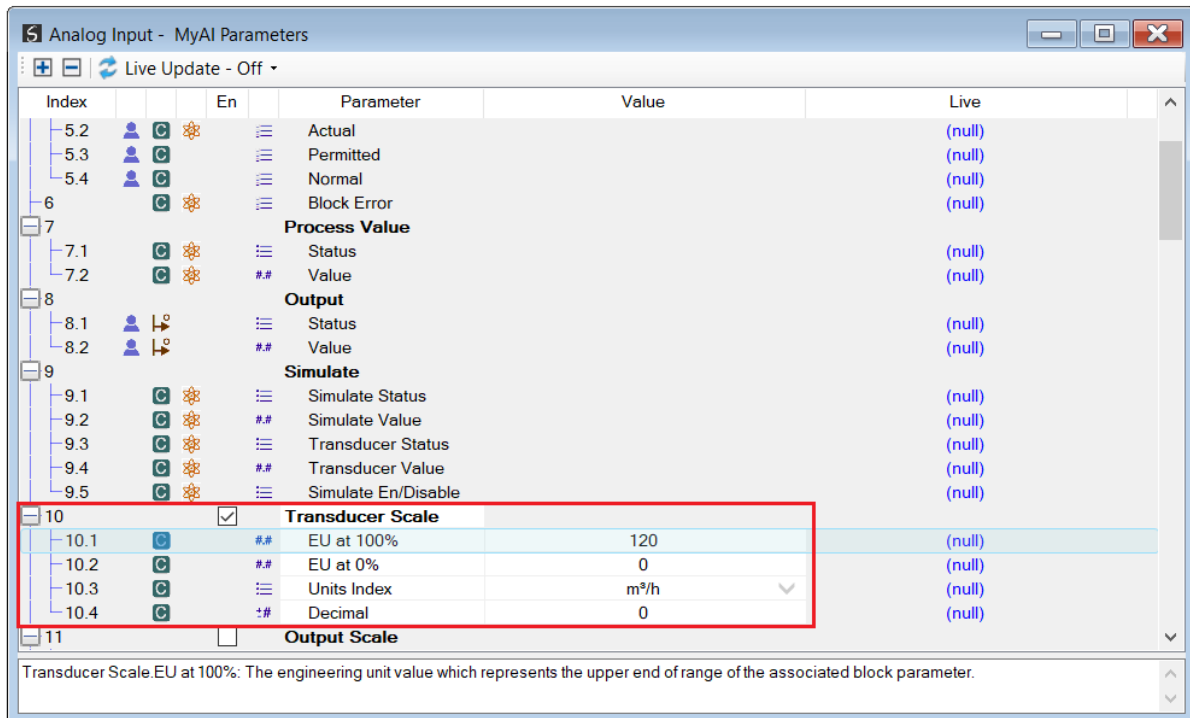 Analog Input - MyAI Parameters
Live Update - Off
Index En Parameter Value Live
5.2 C Actual (null)
5.3 C Permitted (null)
5.4 C Normal (null)
6 C Block Error (null)
7 Process Value
7.1 C Status (null)
7.2 C #.# Value (null)
8 Output
8.1 Status (null)
8.2 #.# Value (null)
9 Simulate
9.1 C Simulate Status (null)
9.2 C #.# Simulate Value (null)
9.3 C Transducer Status (null)
9.4 C #.# Transducer Value (null)
9.5 C Simulate En/Disable (null)
10 Transducer Scale
10.1 C #.# EU at 100% 120 (null)
10.2 C #.# EU at 0% 0 (null)
10.3 C Units Index m³/h (null)
10.4 C ±# Decimal 0 (null)
11 Output Scale
Transducer Scale.EU at 100%: The engineering unit value which represents the upper end of range of the associated block parameter.